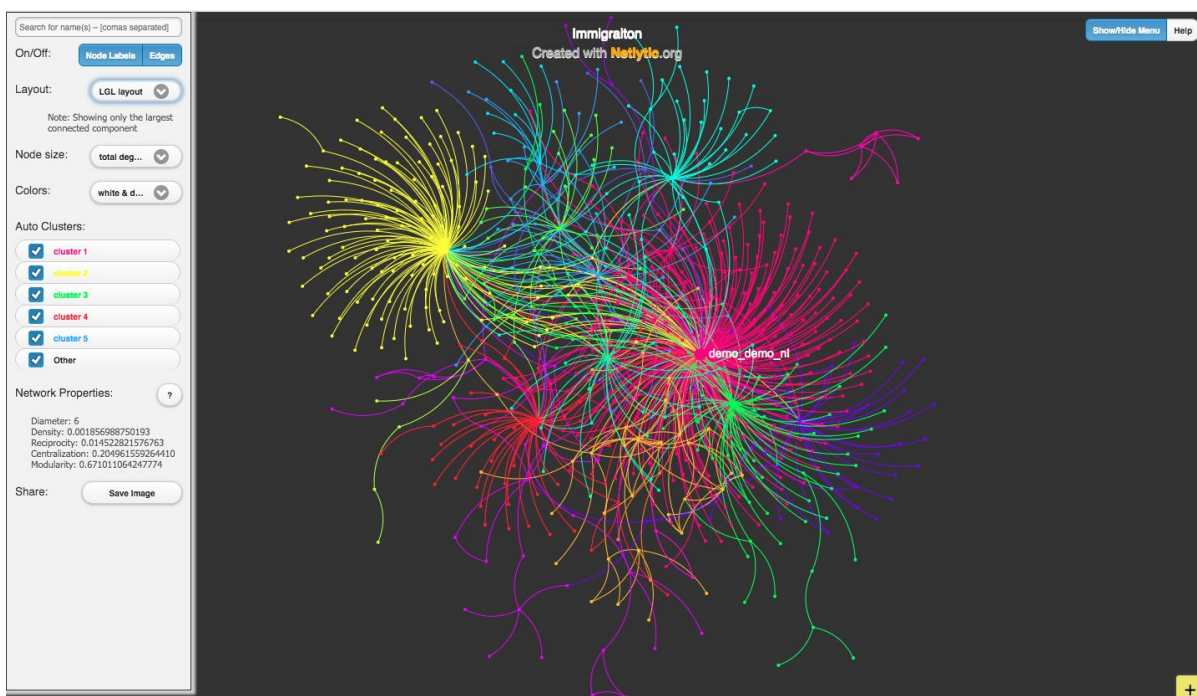 Search for name(s) – [comas separated]
On/Off:
Node Labels
Edges
Layout:
LGL layout
Note: Showing only the largest
connected component
Node size:
total deg...
Colors:
white & d...
Auto Clusters:
cluster 1
cluster 2
cluster 3
cluster 4
cluster 5
Other
Network Properties:
?
Diameter: 6
Density: 0.001856988750193
Reciprocity: 0.014522821576763
Centralization: 0.204961559264410
Modularity: 0.671011064247774
Share:
Save Image
Immigraiton
Created with Netlytic.org
demo_demo_nl
Show/Hide Menu
Help
+